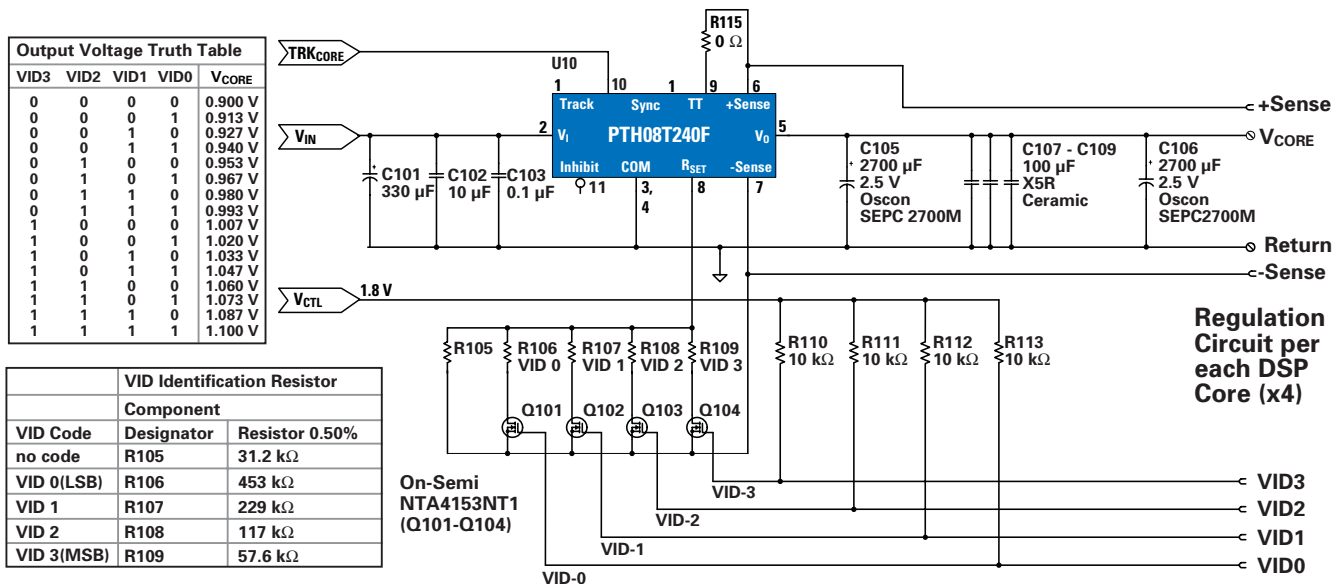 Output Voltage Truth Table
VID3 VID2 VID1 VID0 VCORE
0 0 0 0 0.900 V
0 0 0 1 0.913 V
0 0 1 0 0.927 V
0 0 1 1 0.940 V
0 1 0 0 0.953 V
0 1 0 1 0.967 V
0 1 1 0 0.980 V
0 1 1 1 0.993 V
1 0 0 0 1.007 V
1 0 0 1 1.020 V
1 0 1 0 1.033 V
1 0 1 1 1.047 V
1 1 0 0 1.060 V
1 1 0 1 1.073 V
1 1 1 0 1.087 V
1 1 1 1 1.100 V
VID Identification Resistor
Component
VID Code Designator Resistor 0.50%
no code R105 31.2 kΩ
VID 0(LSB) R106 453 kΩ
VID 1 R107 229 kΩ
VID 2 R108 117 kΩ
VID 3(MSB) R109 57.6 kΩ
TRKCORE
VIN
VCTL
1.8 V
R115
0 Ω
U10
1 10 1 9 6
Track Sync TT +Sense
2 VI PTH08T240F VO 5
Inhibit COM RSET -Sense
11
3,
4
8
7
C101
330 µF
C102
10 µF
C103
0.1 µF
C105
2700 µF
2.5 V
Oscon
SEPC 2700M
C107 - C109
100 µF
X5R
Ceramic
C106
2700 µF
2.5 V
Oscon
SEPC2700M
+Sense
VCORE
Return
-Sense
R105
R106
VID 0
R107
VID 1
R108
VID 2
R109
VID 3
R110
10 kΩ
R111
10 kΩ
R112
10 kΩ
R113
10 kΩ
Regulation
Circuit per
each DSP
Core (x4)
Q101
Q102
Q103
Q104
On-Semi
NTA4153NT1
(Q101-Q104)
VID-3
VID-2
VID-1
VID-0
VID3
VID2
VID1
VID0